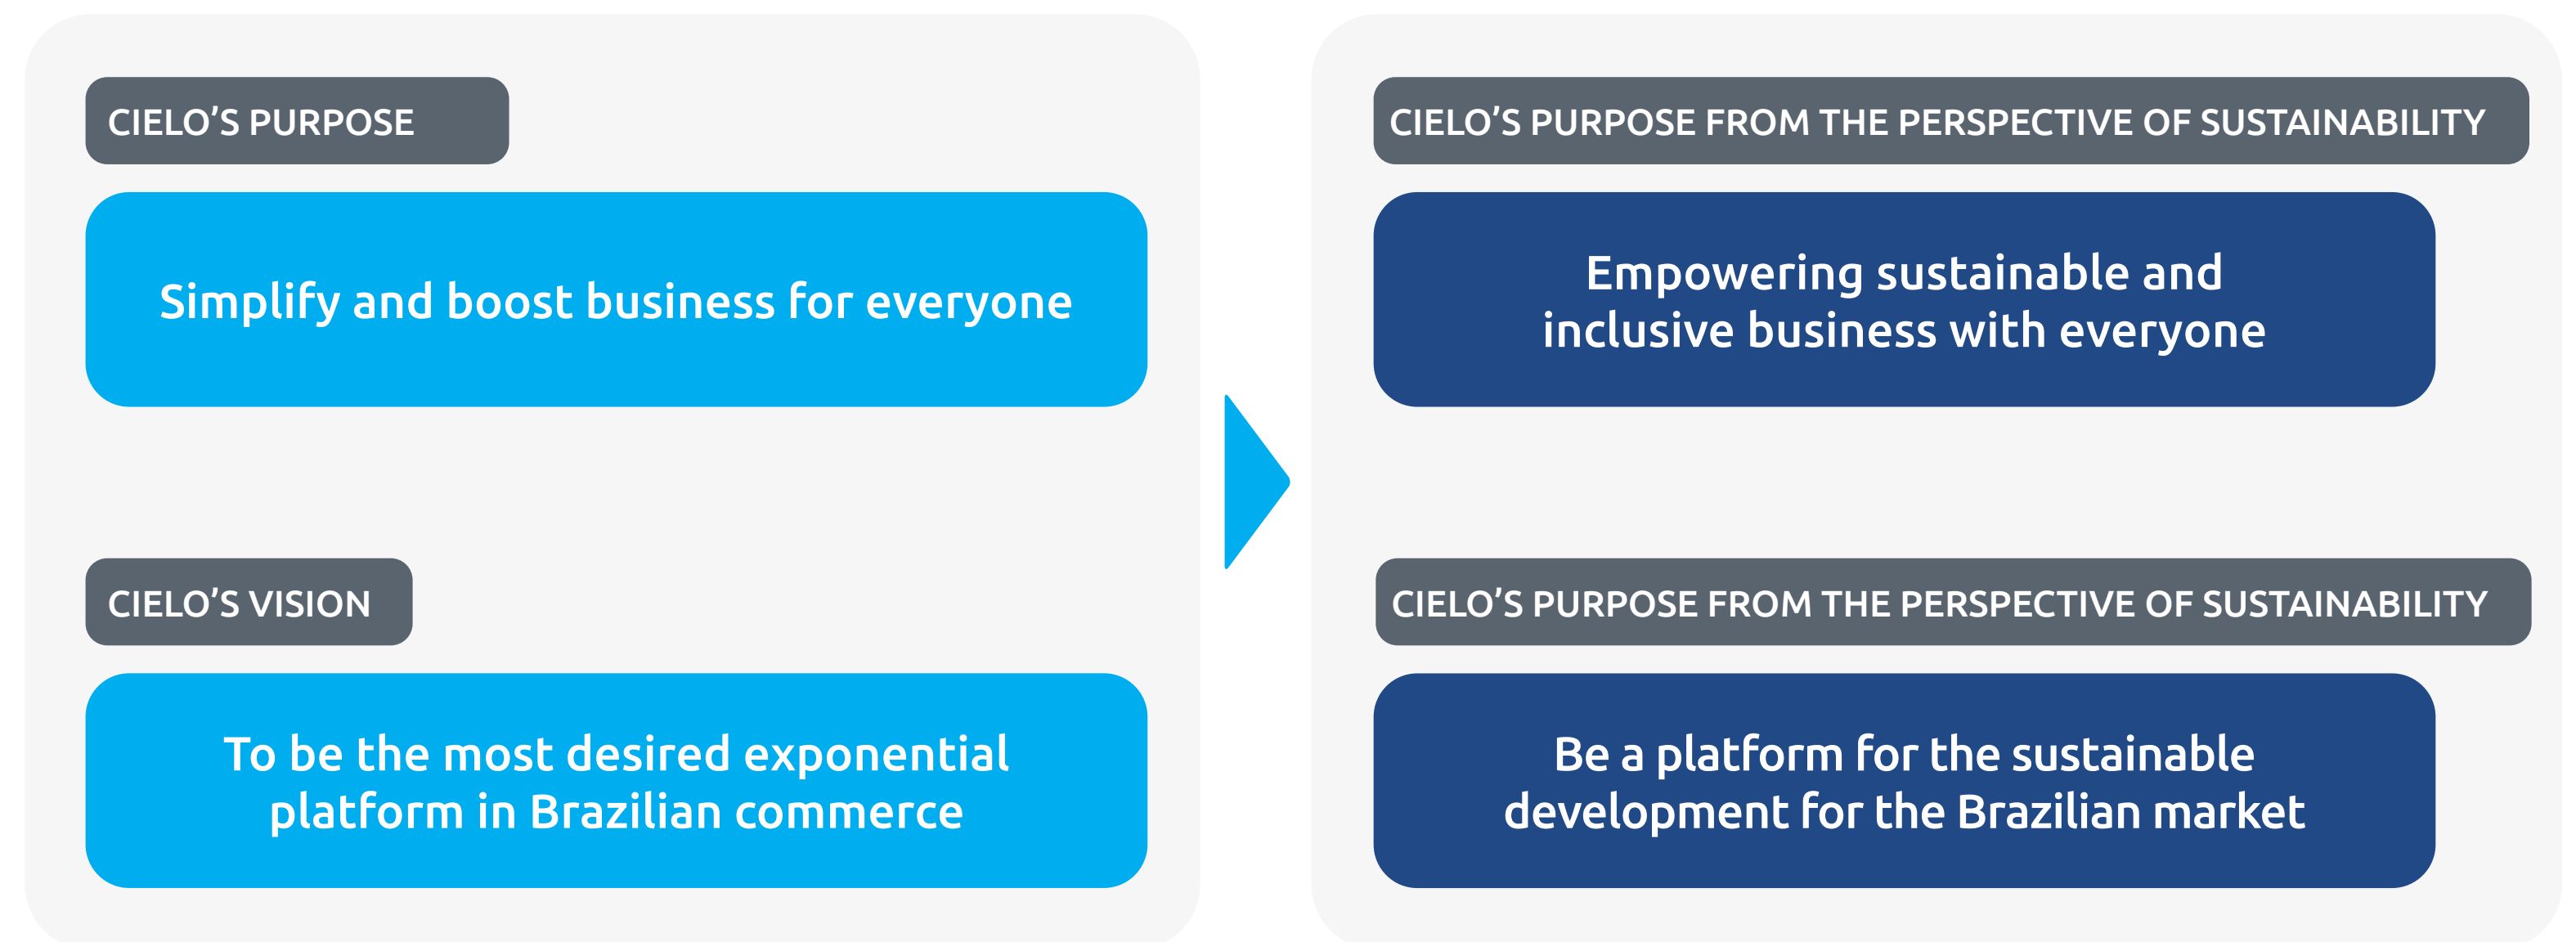 CIELO’S PURPOSE
Simplify and boost business for everyone
CIELO’S VISION
To be the most desired exponential
platform in Brazilian commerce
CIELO’S PURPOSE FROM THE PERSPECTIVE OF SUSTAINABILITY
Empowering sustainable and
inclusive business with everyone
CIELO’S PURPOSE FROM THE PERSPECTIVE OF SUSTAINABILITY
Be a platform for the sustainable
development for the Brazilian market